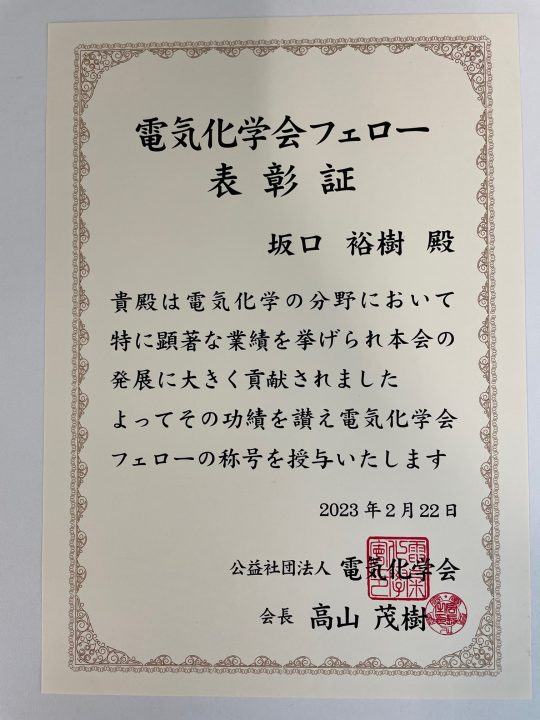 電気化学会フェロー
表彰証
坂口 裕樹 殿
貴殿は電気化学の分野において
特に顕著な業績を挙げられ本会の
発展に大きく貢献されました
よってその功績を讃え電気化学会
フェローの称号を授与いたします
2023年2月22日
公益社団法人 電気化学会
会長 高山 茂樹